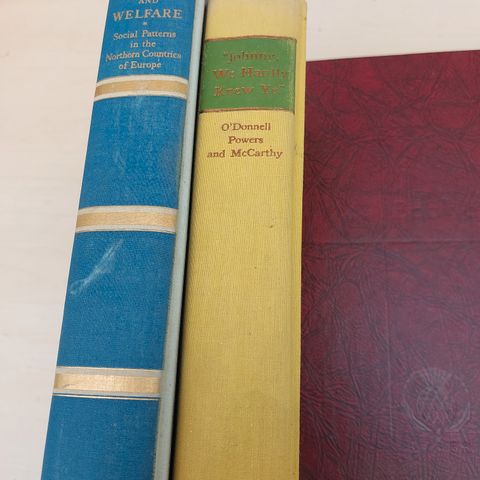 AND
WELFARE
Social Patterns
in the
Northern Countries
of Europe
"Johnny,
We Hardly
Knew Ye"
O'Donnell
Powers
and McCarthy